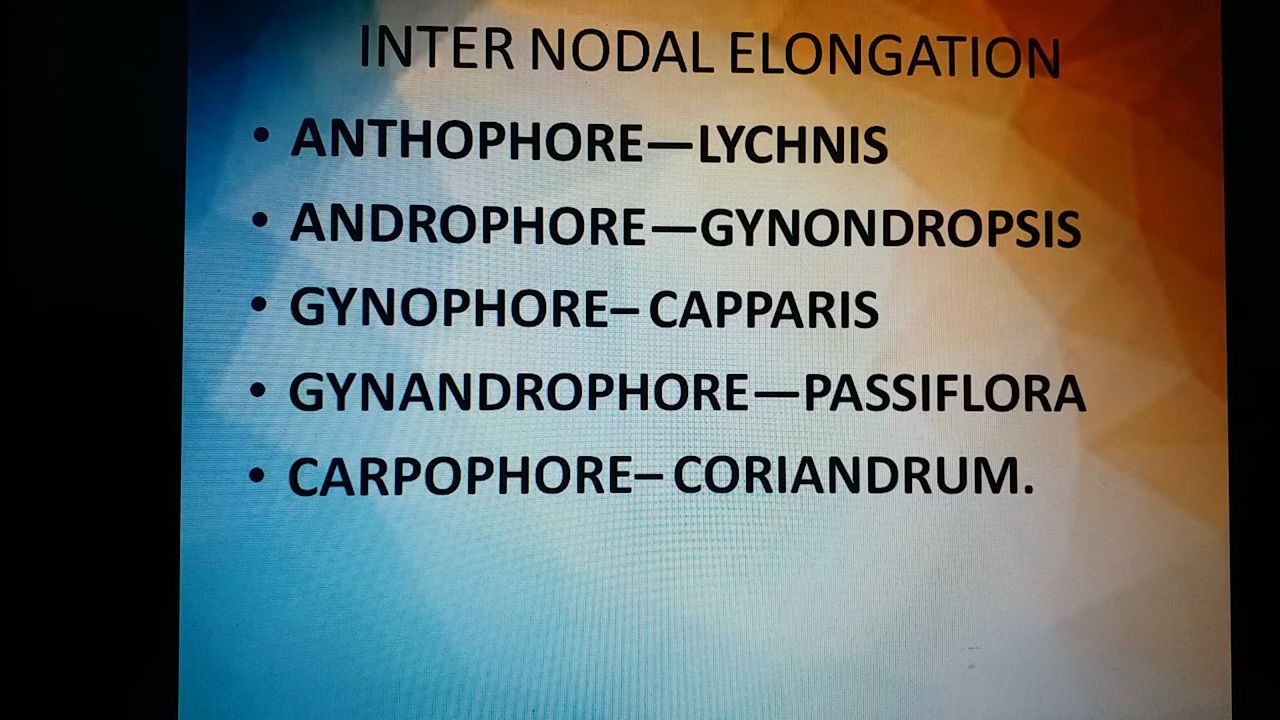 INTER NODAL ELONGATION
• ANTHOPHORE—LYCHNIS
• ANDROPHORE—GYNONDROPSIS
• GYNOPHORE– CAPPARIS
• GYNANDROPHORE—PASSIFLORA
• CARPOPHORE– CORIANDRUM.